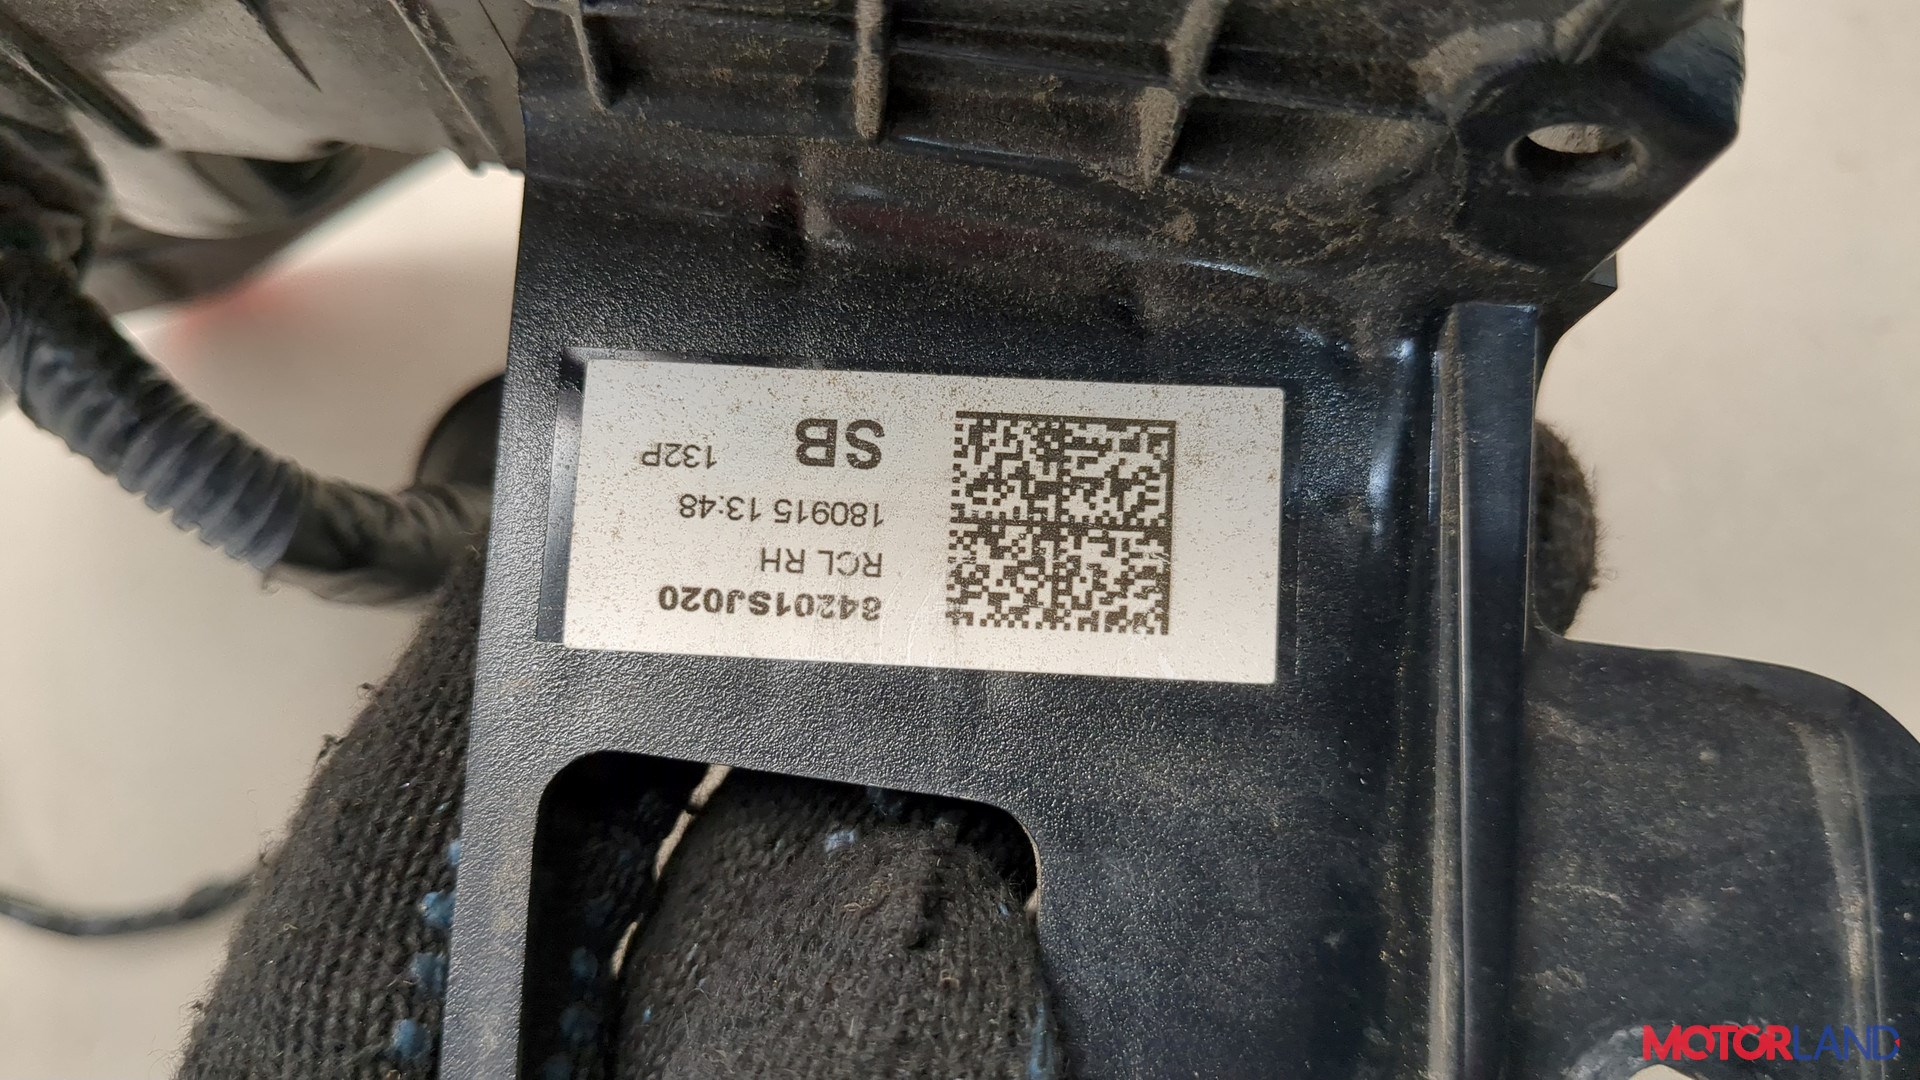 84201SJ020
RCL RH
180915 13:48
SB 132P
MOTORLAND